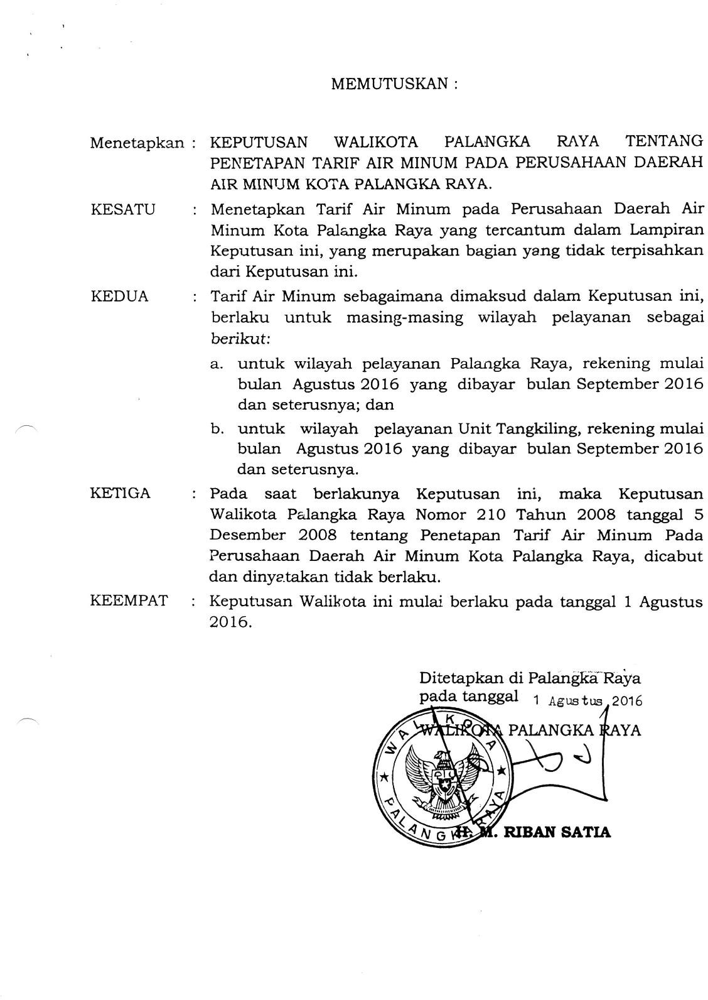 MEMUTUSKAN :
Menetapkan : KEPUTUSAN WALIKOTA PALANGKA RAYA TENTANG
PENETAPAN TARIF AIR MINUM PADA PERUSAHAAN DAERAH
AIR MINUM KOTA PALANGKA RAYA.
KESATU : Menetapkan Tarif Air Minum pada Perusahaan Daerah Air
Minum Kota Palangka Raya yang tercantum dalam Lampiran
Keputusan ini, yang merupakan bagian yang tidak terpisahkan
dari Keputusan ini.
KEDUA : Tarif Air Minum sebagaimana dimaksud dalam Keputusan ini,
berlaku untuk masing-masing wilayah pelayanan sebagai
berikut:
a. untuk wilayah pelayanan Palangka Raya, rekening mulai
bulan Agustus 2016 yang dibayar bulan September 2016
dan seterusnya; dan
b. untuk wilayah pelayanan Unit Tangkiling, rekening mulai
bulan Agustus 2016 yang dibayar bulan September 2016
dan seterusnya.
KETIGA : Pada saat berlakunya Keputusan ini, maka Keputusan
Walikota Palangka Raya Nomor 210 Tahun 2008 tanggal 5
Desember 2008 tentang Penetapan Tarif Air Minum Pada
Perusahaan Daerah Air Minum Kota Palangka Raya, dicabut
dan dinyatakan tidak berlaku.
KEEMPAT : Keputusan Walikota ini mulai berlaku pada tanggal 1 Agustus
2016.
Ditetapkan di Palangka Raya
pada tanggal 1 Agustus 2016
WALIKOTA PALANGKA RAYA
WALIKOTA
PALANGKA RAYA
H. M. RIBAN SATIA